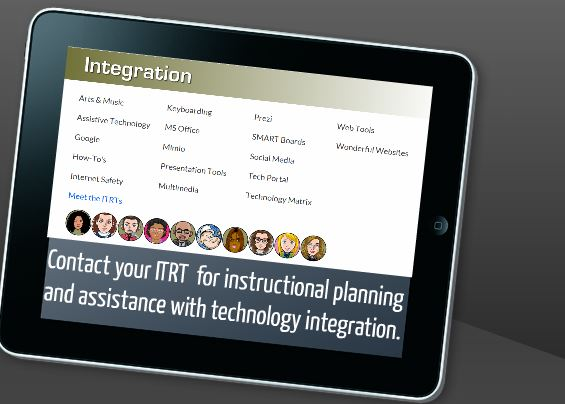 Integration
Arts & Music
Assistive Technology
Google
How-To's
Internet Safety
Meet the ITRTs
Keyboarding
MS Office
Mimio
Presentation Tools
Multimedia
Prezi
SMART Boards
Social Media
Tech Portal
Technology Matrix
Web Tools
Wonderful Websites
Contact your ITRT for instructional planning
and assistance with technology integration.